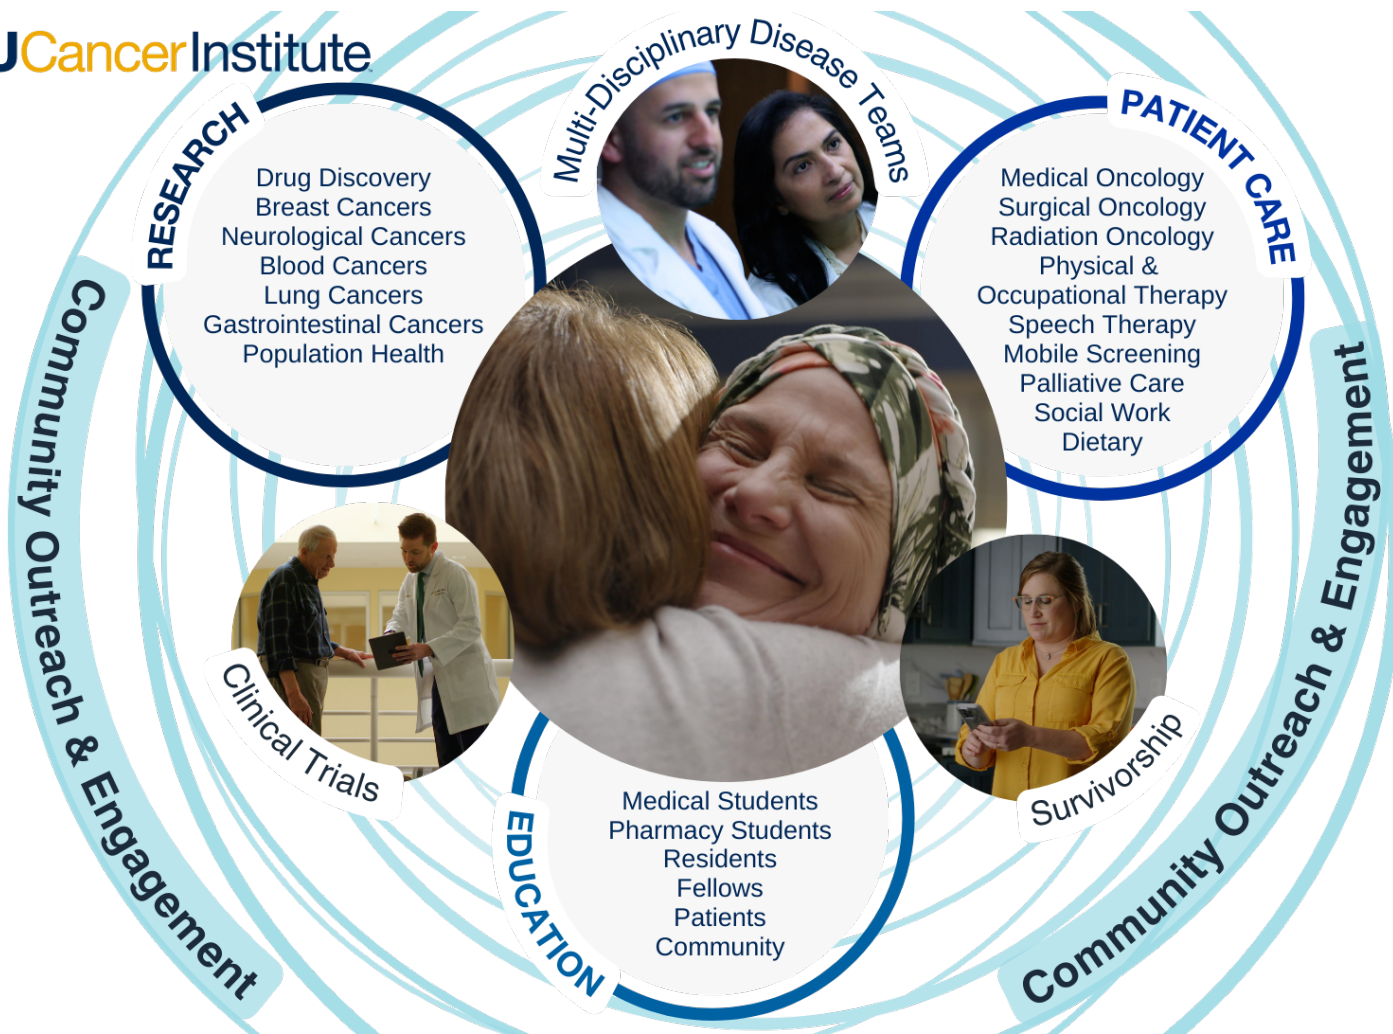 UCancerInstitute
Multi-Disciplinary Disease Teams
RESEARCH
Drug Discovery
Breast Cancers
Neurological Cancers
Blood Cancers
Lung Cancers
Gastrointestinal Cancers
Population Health
PATIENT CARE
Medical Oncology
Surgical Oncology
Radiation Oncology
Physical &
Occupational Therapy
Speech Therapy
Mobile Screening
Palliative Care
Social Work
Dietary
Community Outreach & Engagement
Community Outreach & Engagement
Clinical Trials
Survivorship
EDUCATION
Medical Students
Pharmacy Students
Residents
Fellows
Patients
Community